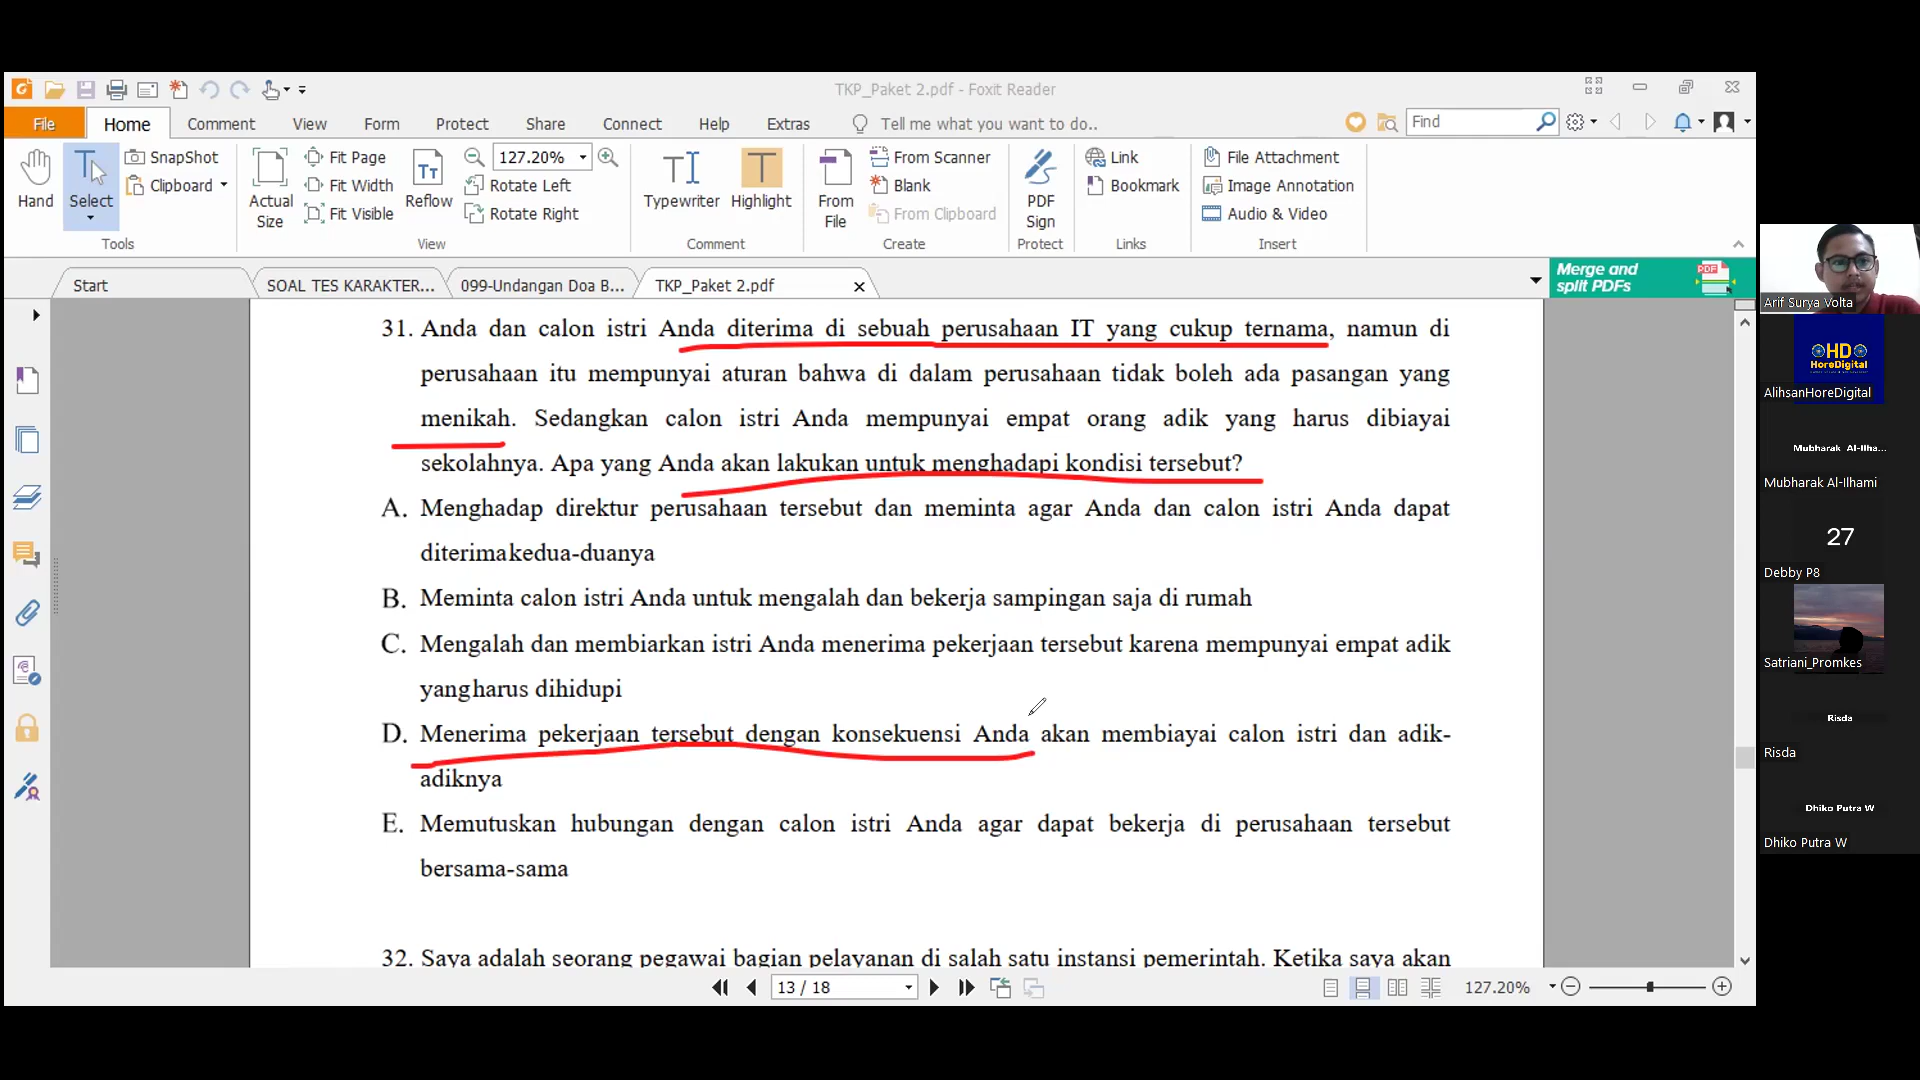 TKP_Paket 2.pdf - Foxit Reader
File Home Comment View Form Protect Share Connect Help Extras Tell me what you want to do.. Find
SnapShot Fit Page 127.20% From Scanner Link File Attachment
Clipboard Fit Width Rotate Left Blank Bookmark Image Annotation
Hand Select Actual Size Fit Visible Reflow Rotate Right Typewriter Highlight From File From Clipboard PDF Sign Audio & Video
Tools View Comment Create Protect Links Insert
Start SOAL TES KARAKTER... 099-Undangan Doa B... TKP_Paket 2.pdf
Merge and
split PDFs
PDF
31. Anda dan calon istri Anda diterima di sebuah perusahaan IT yang cukup ternama, namun di
perusahaan itu mempunyai aturan bahwa di dalam perusahaan tidak boleh ada pasangan yang
menikah. Sedangkan calon istri Anda mempunyai empat orang adik yang harus dibiayai
sekolahnya. Apa yang Anda akan lakukan untuk menghadapi kondisi tersebut?
A. Menghadap direktur perusahaan tersebut dan meminta agar Anda dan calon istri Anda dapat
diterimakedua-duanya
B. Meminta calon istri Anda untuk mengalah dan bekerja sampingan saja di rumah
C. Mengalah dan membiarkan istri Anda menerima pekerjaan tersebut karena mempunyai empat adik
yangharus dihidupi
D. Menerima pekerjaan tersebut dengan konsekuensi Anda akan membiayai calon istri dan adik-
adiknya
E. Memutuskan hubungan dengan calon istri Anda agar dapat bekerja di perusahaan tersebut
bersama-sama
32. Saya adalah seorang pegawai bagian pelayanan di salah satu instansi pemerintah. Ketika saya akan
13 / 18
127.20%
Arif Surya Volta
HD
HoreDigital
AlihsanHoreDigital
Mubharak Al-Ilha...
Mubharak Al-Ilhami
27
Debby P8
Satriani_Promkes
Risda
Risda
Dhiko Putra W
Dhiko Putra W